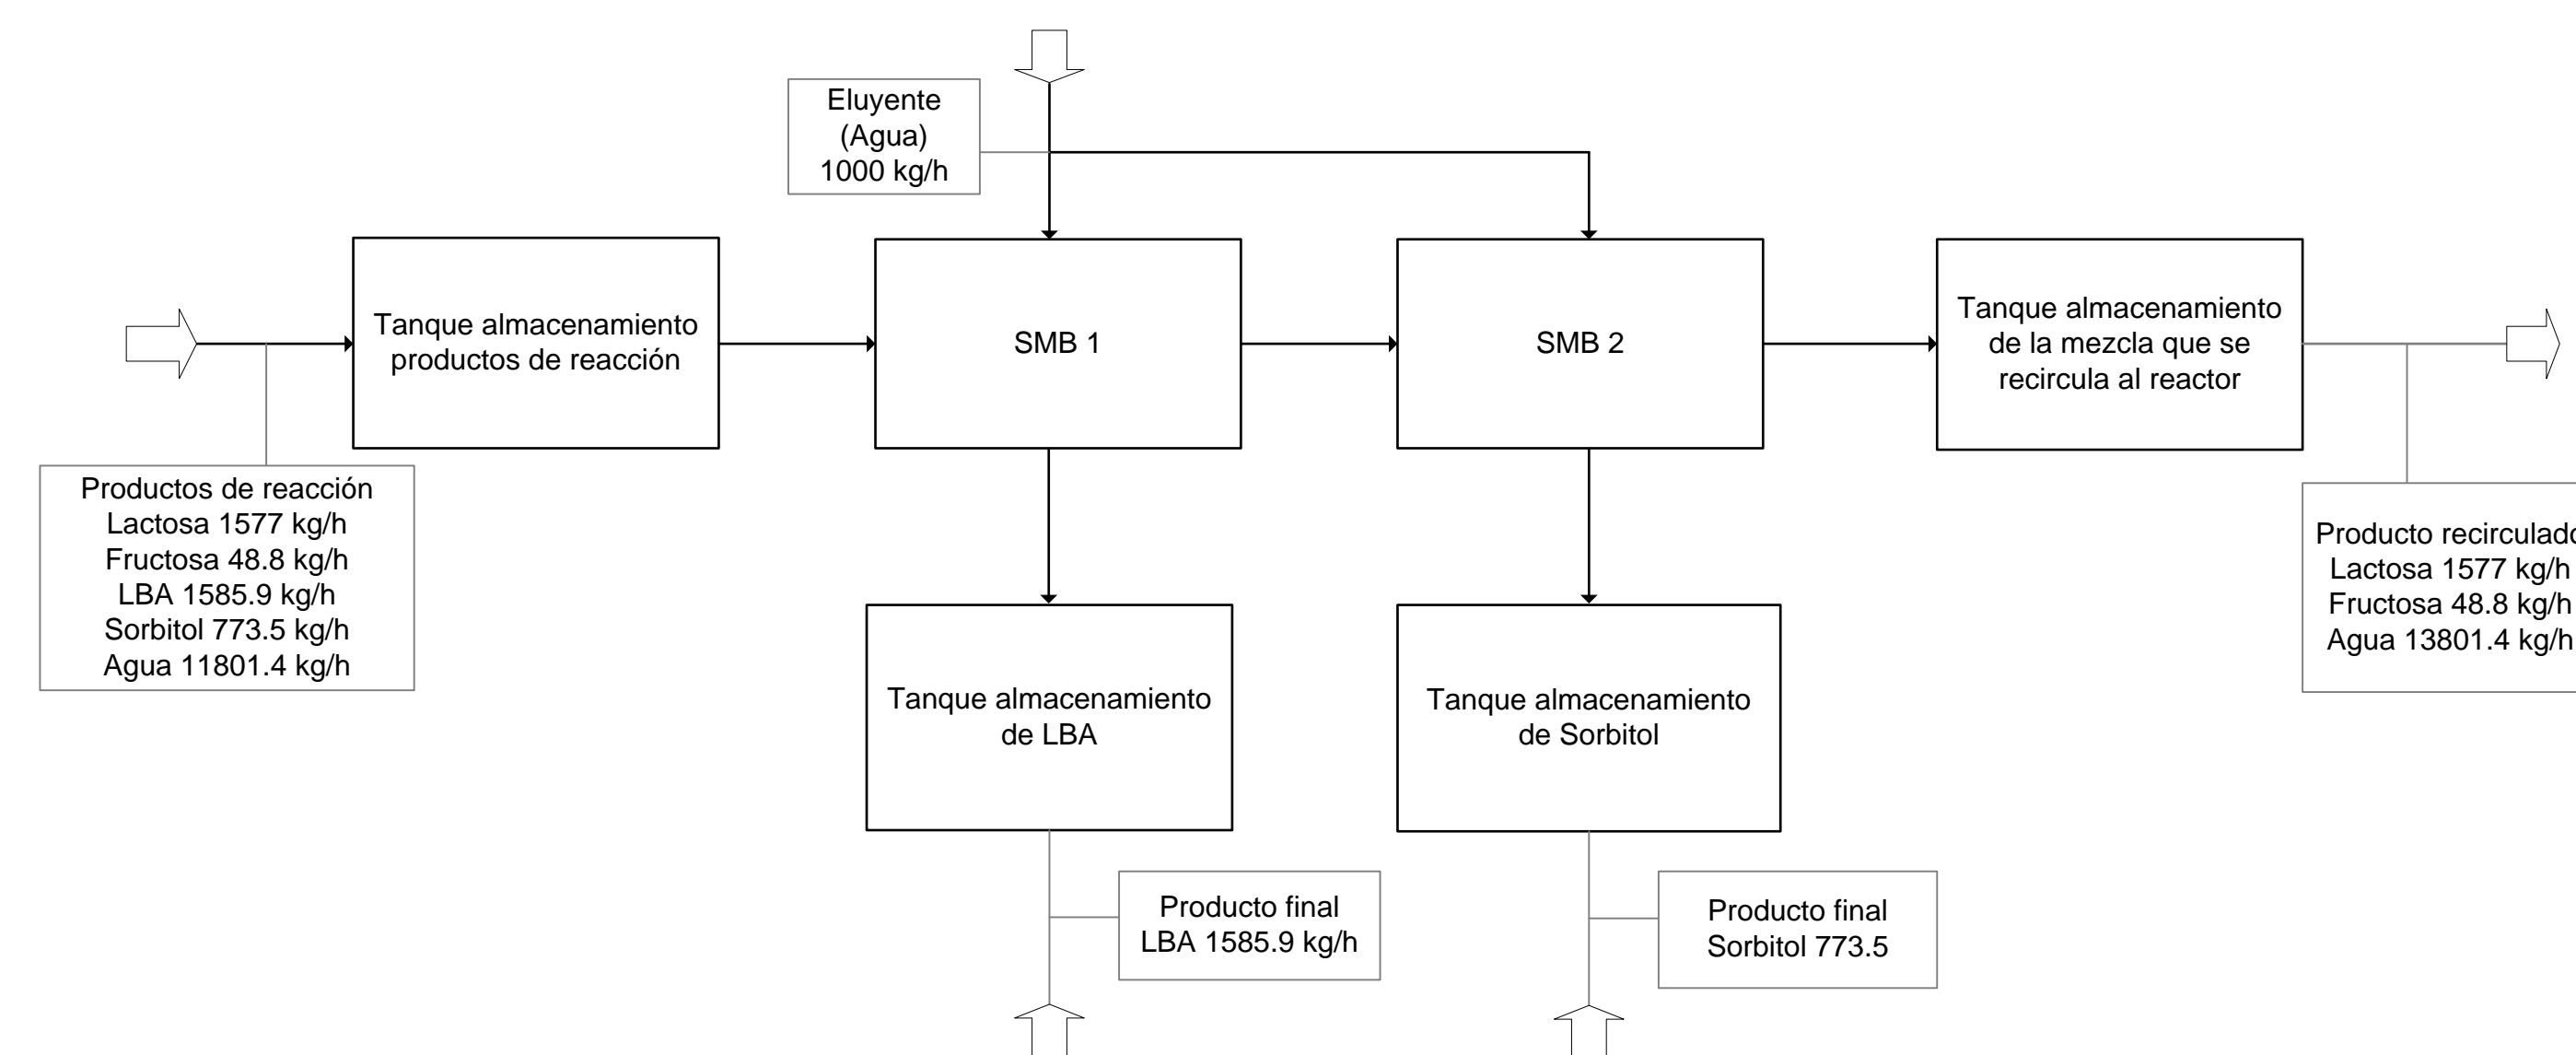 Eluyente
(Agua)
1000 kg/h
Tanque almacenamiento
productos de reacción
SMB 1
SMB 2
Tanque almacenamiento
de la mezcla que se
recircula al reactor
Productos de reacción
Lactosa 1577 kg/h
Fructosa 48.8 kg/h
LBA 1585.9 kg/h
Sorbitol 773.5 kg/h
Agua 11801.4 kg/h
Producto recirculado
Lactosa 1577 kg/h
Fructosa 48.8 kg/h
Agua 13801.4 kg/h
Tanque almacenamiento
de LBA
Tanque almacenamiento
de Sorbitol
Producto final
LBA 1585.9 kg/h
Producto final
Sorbitol 773.5